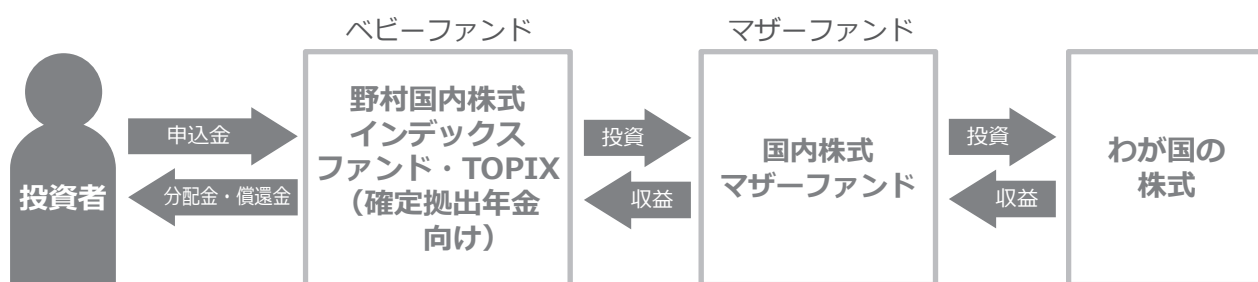 ベビーファンド
マザーファンド
投資者
申込金
分配金・償還金
野村国内株式
インデックス
ファンド・TOPIX
（確定拠出年金
向け）
投資
収益
国内株式
マザーファンド
投資
収益
わが国の
株式